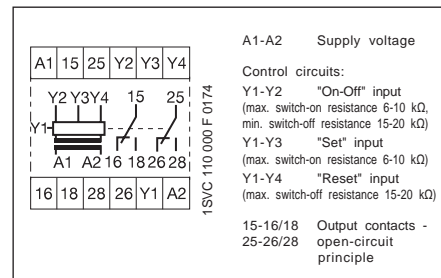 A1 15 25 Y2 Y3 Y4
Y2 Y3 Y4 15 25
Y1
A1 A2 16 18 26 28
16 18 28 26 Y1 A2
1SVC 110 000 F 0174
A1-A2 Supply voltage
Control circuits:
Y1-Y2 "On-Off" input
(max. switch-on resistance 6-10 kΩ,
min. switch-off resistance 15-20 kΩ)
Y1-Y3 "Set" input
(max. switch-on resistance 6-10 kΩ)
Y1-Y4 "Reset" input
(max. switch-off resistance 15-20 kΩ)
15-16/18 Output contacts -
25-26/28 open-circuit
principle